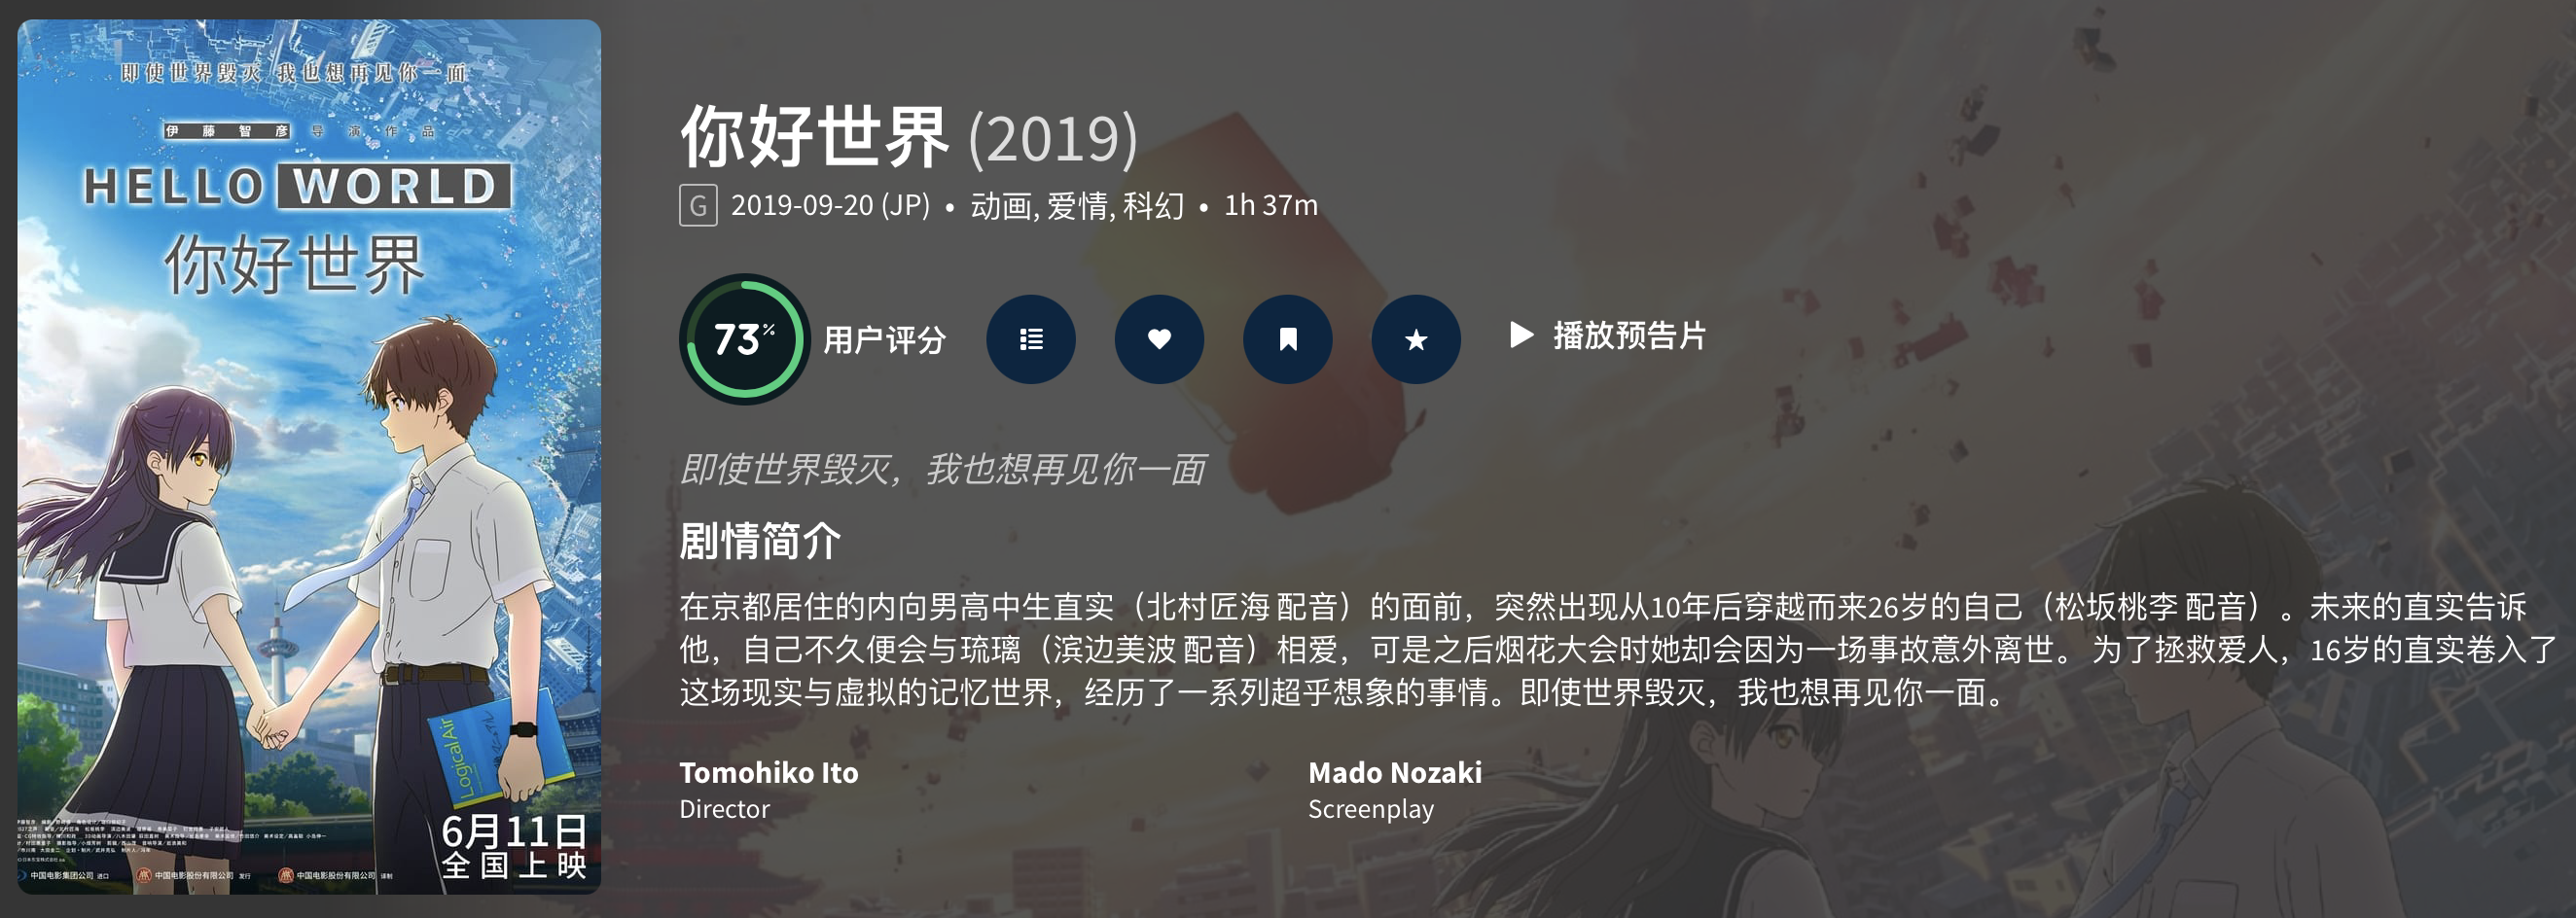 即使世界毁灭 我也想再见你一面
伊藤智彦 导演作品
HELLO WORLD
你好世界
Logical Air
6月11日
全国上映
中国电影集团公司 进口
中国电影股份有限公司 发行
中国电影股份有限公司 译制
你好世界 (2019)
G 2019-09-20 (JP) • 动画, 爱情, 科幻 • 1h 37m
73% 用户评分
播放预告片
即使世界毁灭，我也想再见你一面
剧情简介
在京都居住的内向男高中生直实（北村匠海 配音）的面前，突然出现从10年后穿越而来26岁的自己（松坂桃李 配音）。未来的直实告诉
他，自己不久便会与琉璃（滨边美波 配音）相爱，可是之后烟花大会时她却会因为一场事故意外离世。 为了拯救爱人，16岁的直实卷入了
这场现实与虚拟的记忆世界，经历了一系列超乎想象的事情。即使世界毁灭，我也想再见你一面。
Tomohiko Ito
Director
Mado Nozaki
Screenplay